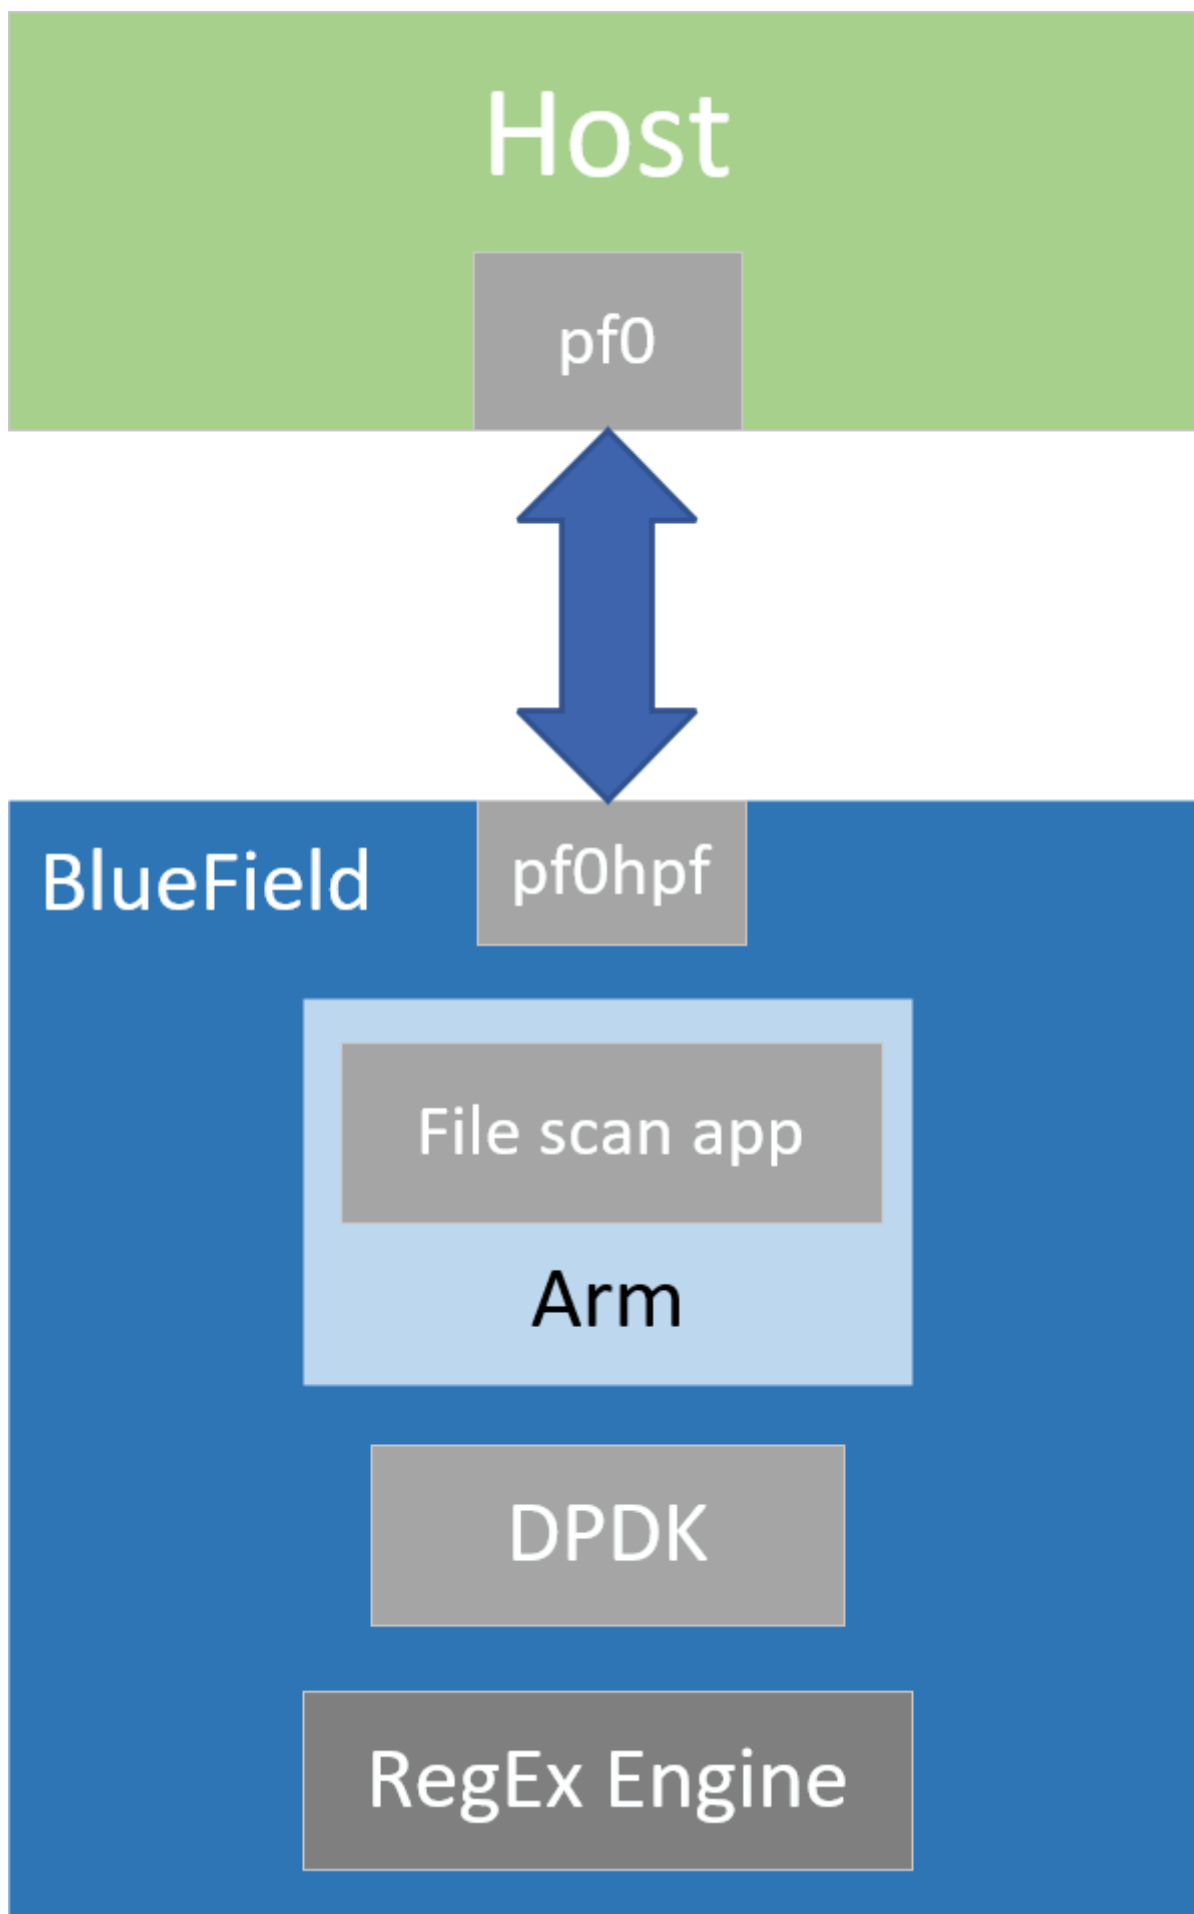 Host
pf0
BlueField
pf0hpf
File scan app
Arm
DPDK
RegEx Engine